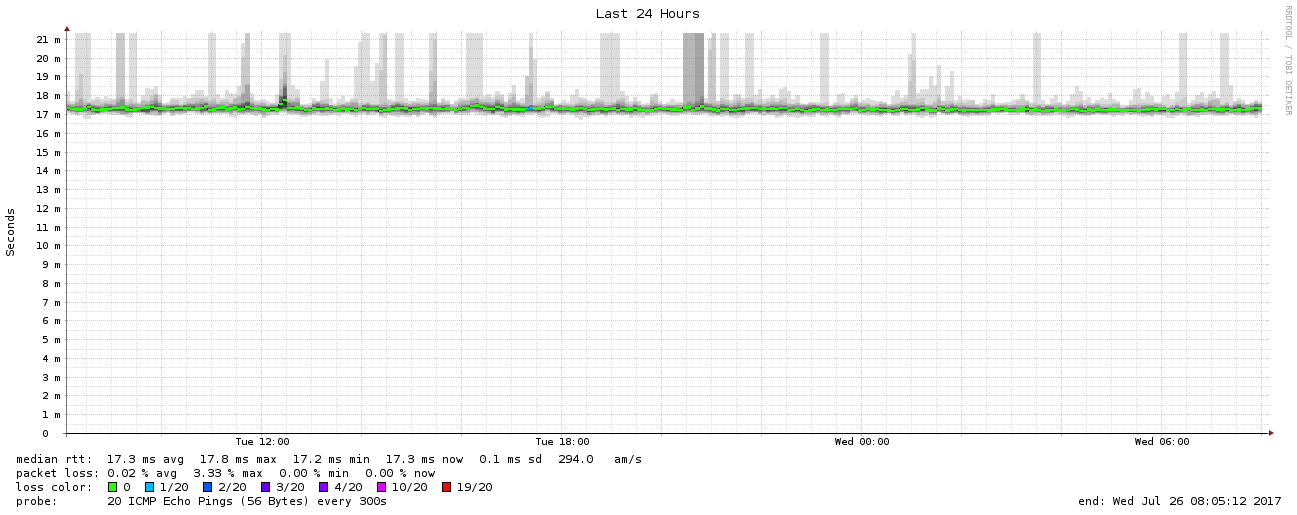 Last 24 Hours
RRDTOOL / TOBI OETIKER
Seconds
21 m
20 m
19 m
18 m
17 m
16 m
15 m
14 m
13 m
12 m
11 m
10 m
9 m
8 m
7 m
6 m
5 m
4 m
3 m
2 m
1 m
0
Tue 12:00 Tue 18:00 Wed 00:00 Wed 06:00
median rtt: 17.3 ms avg 17.8 ms max 17.2 ms min 17.3 ms now 0.1 ms sd 294.0 am/s
packet loss: 0.02 % avg 3.33 % max 0.00 % min 0.00 % now
loss color: 0 1/20 2/20 3/20 4/20 10/20 19/20
probe: 20 ICMP Echo Pings (56 Bytes) every 300s end: Wed Jul 26 08:05:12 2017